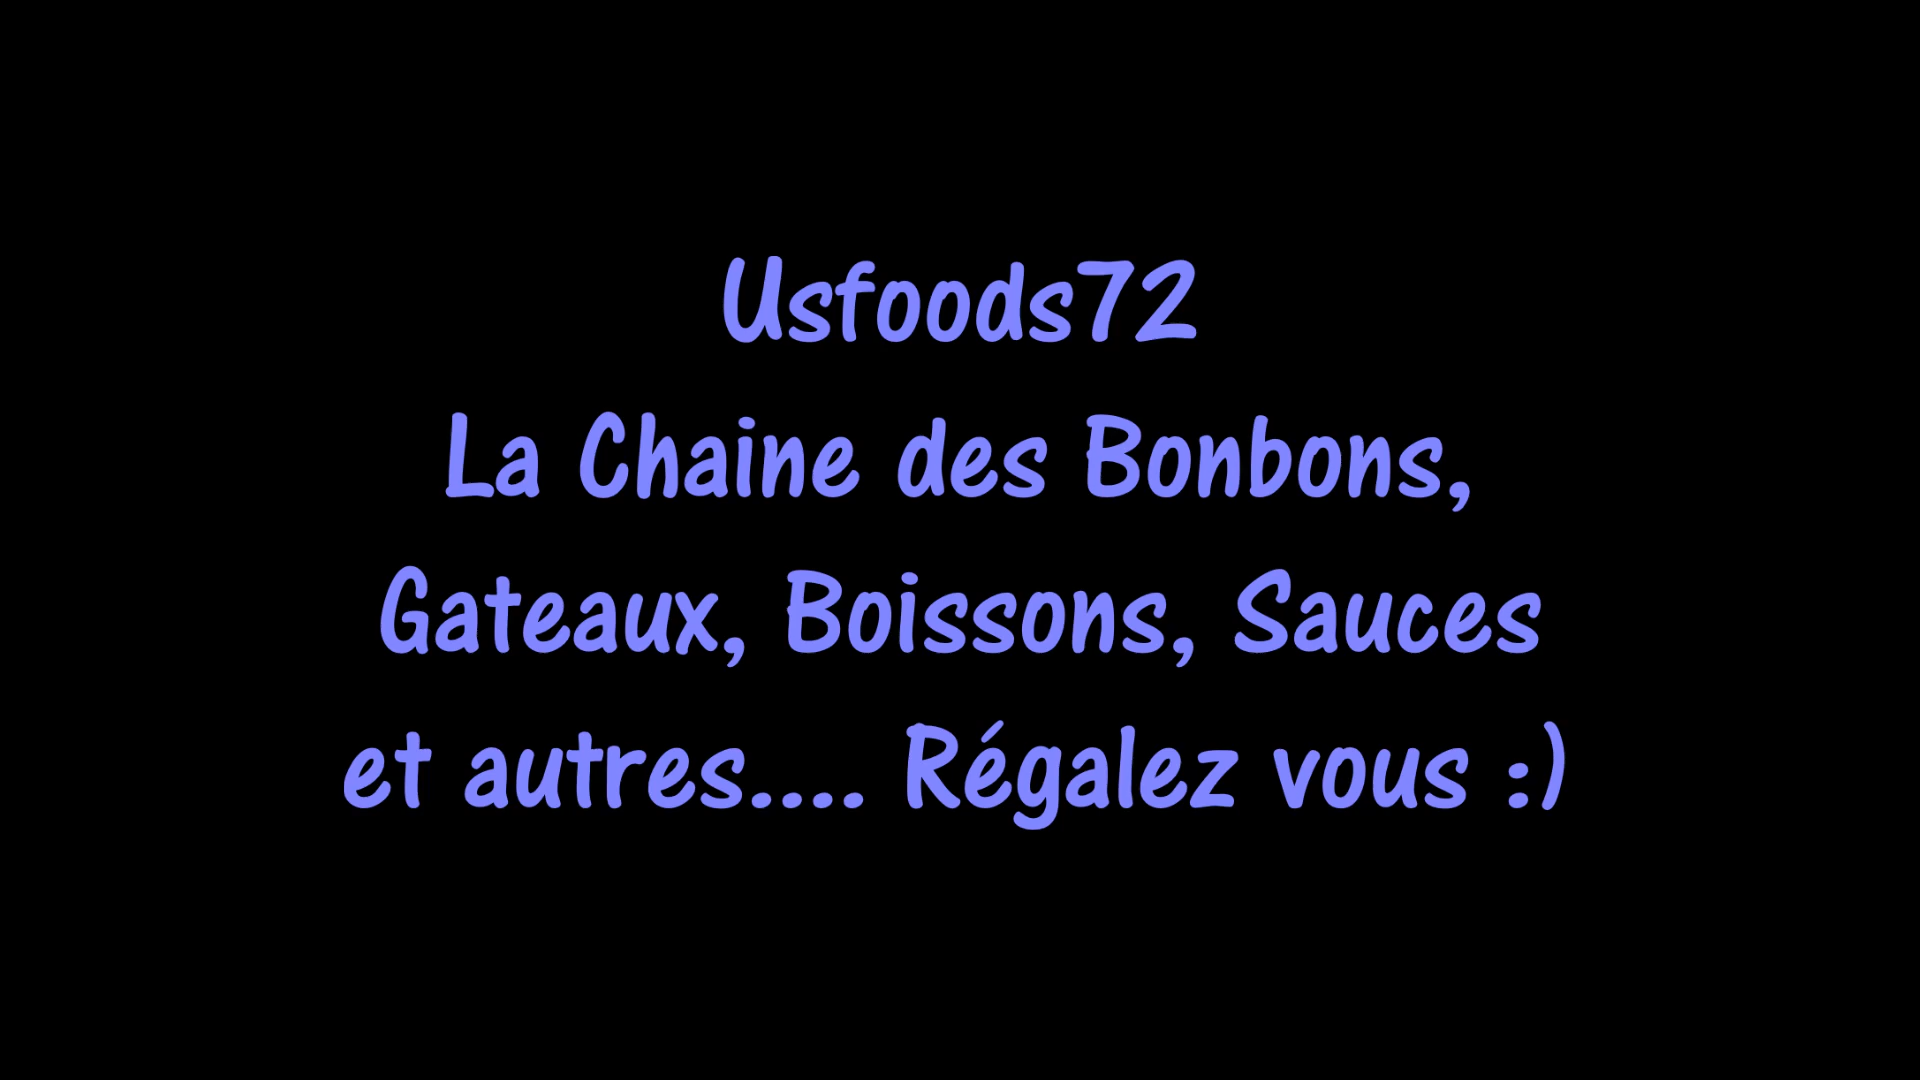 Usfoods72
La Chaine des Bonbons,
Gateaux, Boissons, Sauces
et autres.... Régalez vous :)